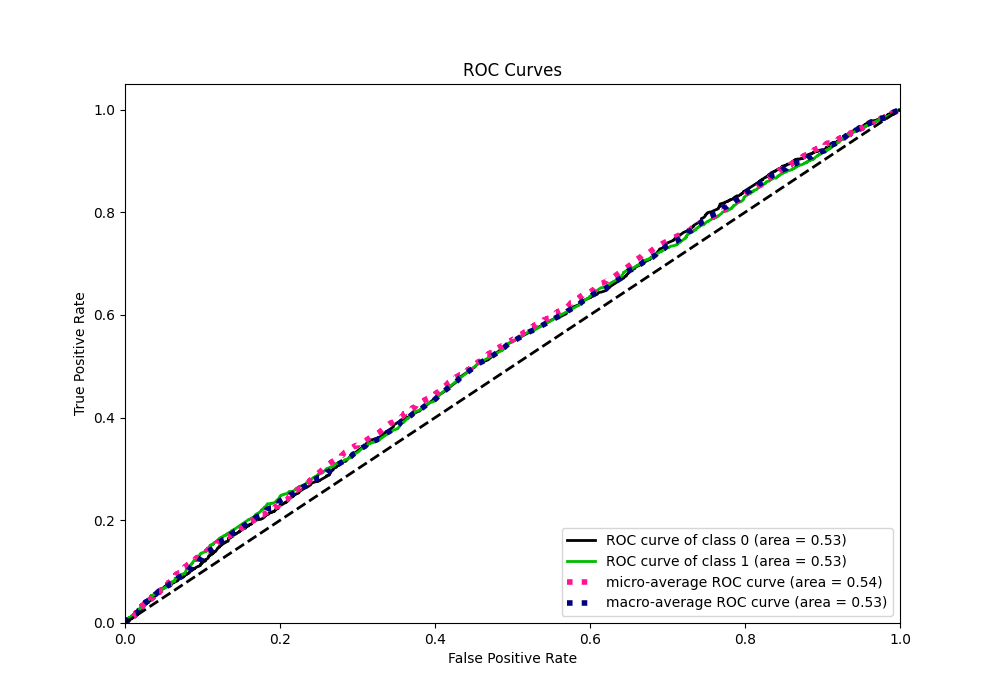 ROC Curves
True Positive Rate
1.0
0.8
0.6
0.4
0.2
0.0
0.0 0.2 0.4 0.6 0.8 1.0
False Positive Rate
ROC curve of class 0 (area = 0.53)
ROC curve of class 1 (area = 0.53)
micro-average ROC curve (area = 0.54)
macro-average ROC curve (area = 0.53)